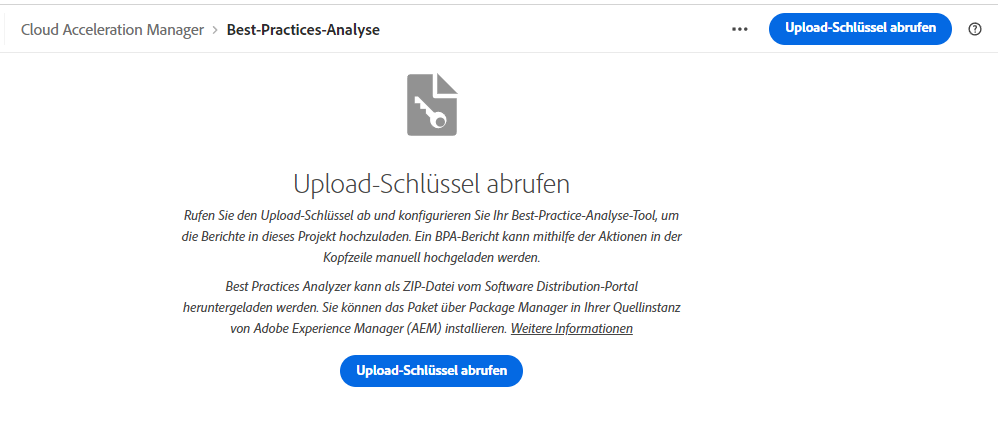 Cloud Acceleration Manager > Best-Practices-Analyse ••• Upload-Schlüssel abrufen ?
Upload-Schlüssel abrufen
Rufen Sie den Upload-Schlüssel ab und konfigurieren Sie Ihr Best-Practice-Analyse-Tool, um
die Berichte in dieses Projekt hochzuladen. Ein BPA-Bericht kann mithilfe der Aktionen in der
Kopfzeile manuell hochgeladen werden.
Best Practices Analyzer kann als ZIP-Datei vom Software Distribution-Portal
heruntergeladen werden. Sie können das Paket über Package Manager in Ihrer Quellinstanz
von Adobe Experience Manager (AEM) installieren. Weitere Informationen
Upload-Schlüssel abrufen